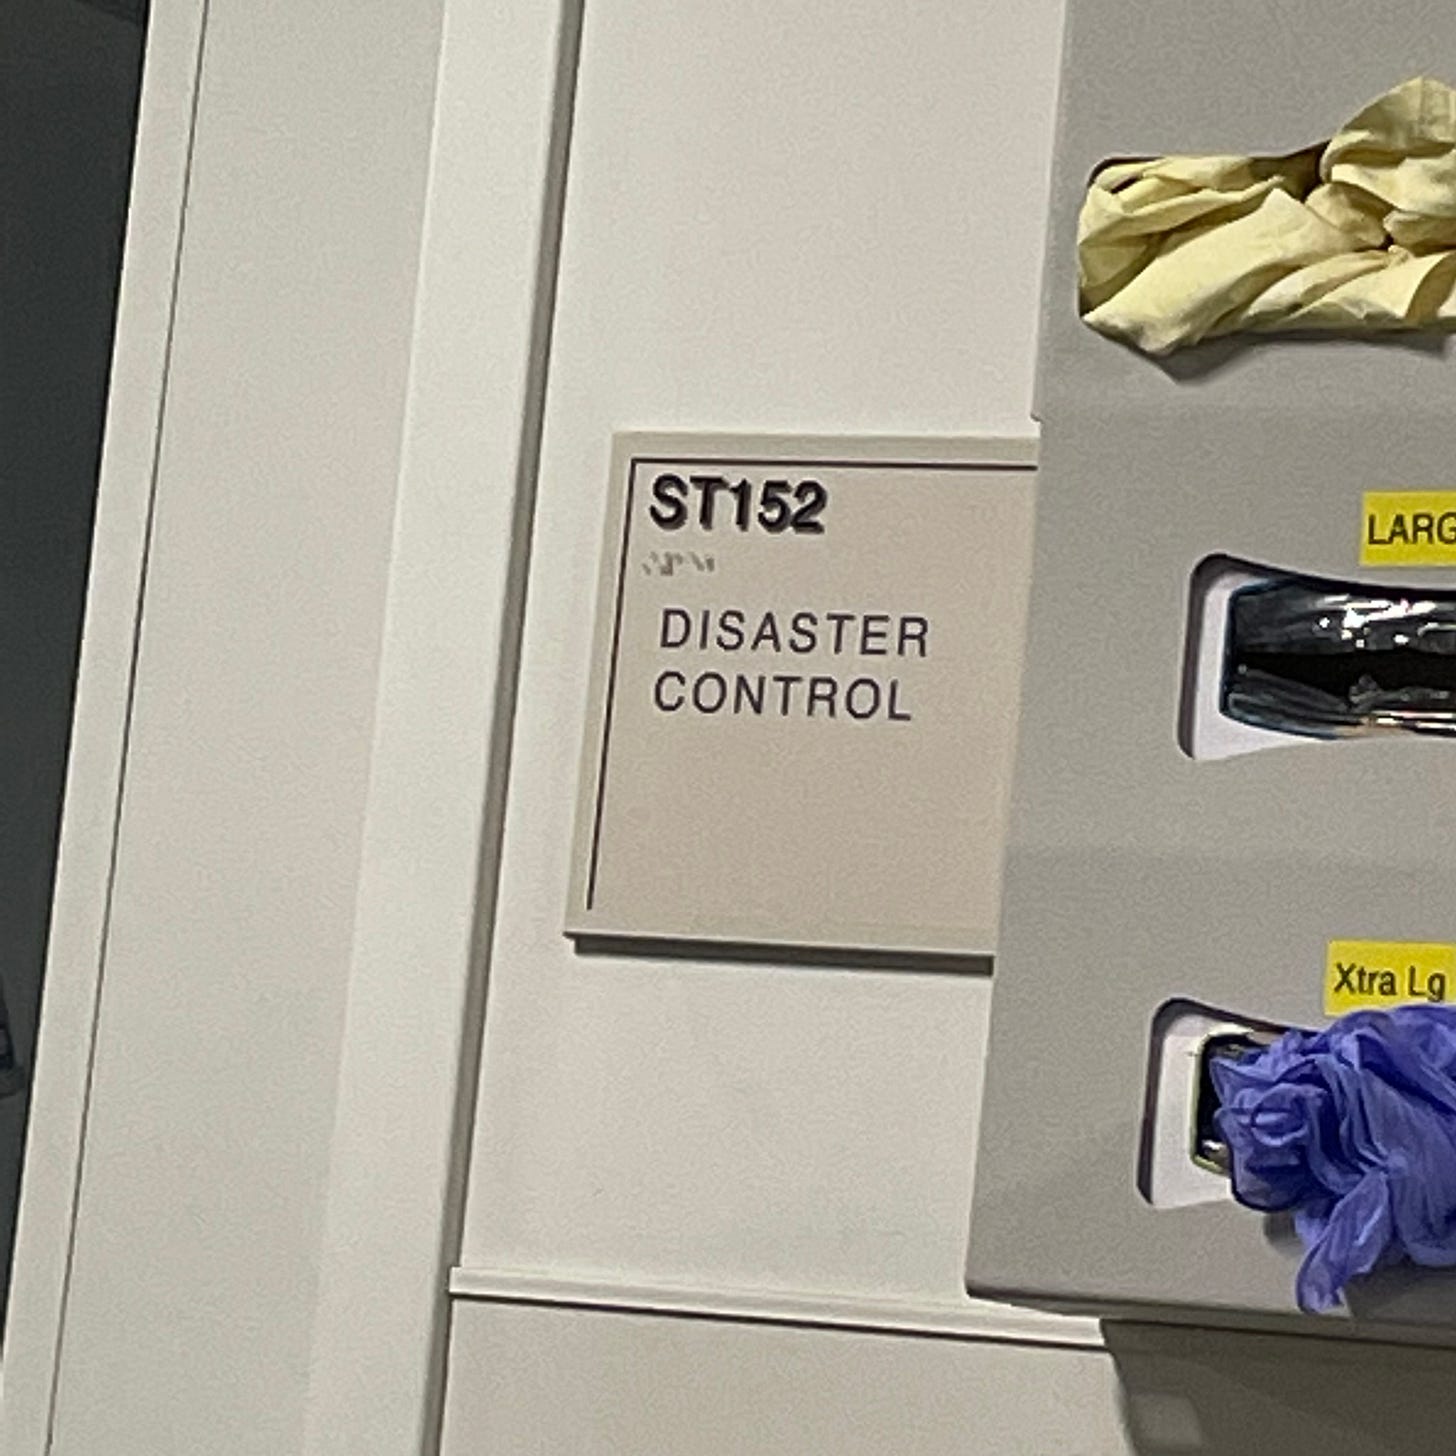 ST152
DISASTER
CONTROL
LARG
Xtra Lg